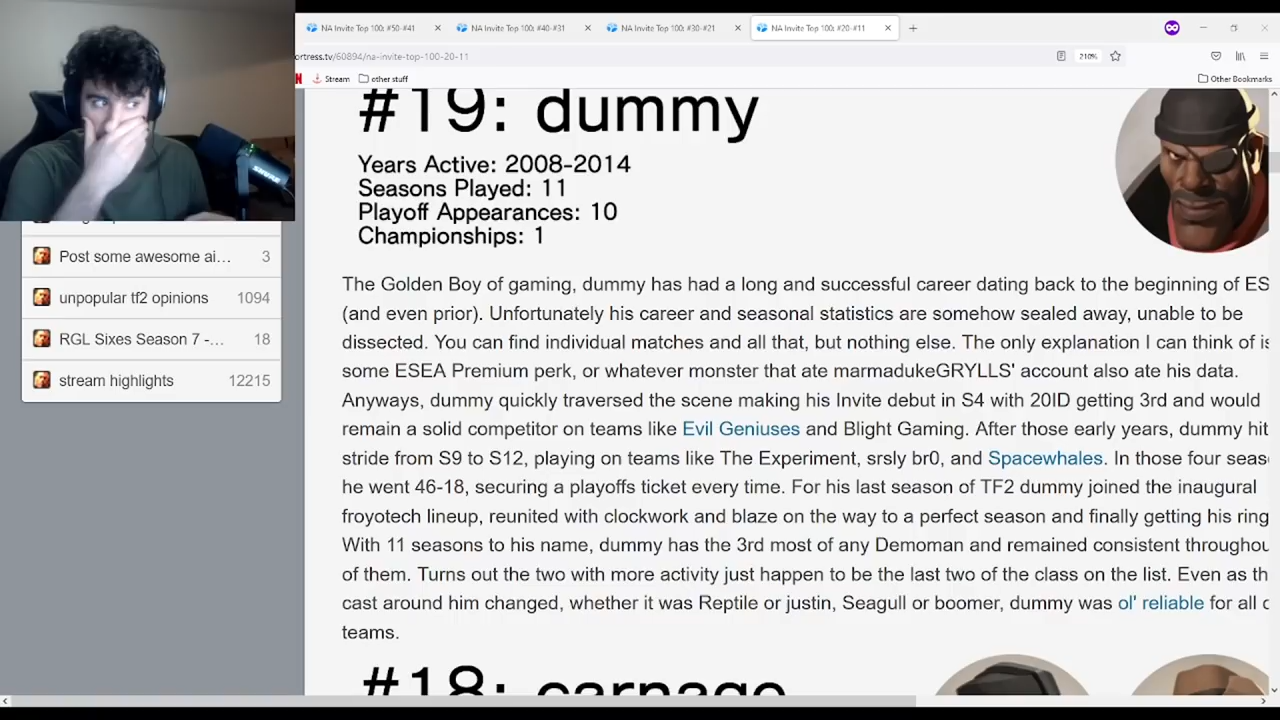 NA Invite Top 100: #50-#41
NA Invite Top 100: #40-#31
NA Invite Top 100: #30-#21
NA Invite Top 100: #20-#11
ortress.tv/60894/na-invite-top-100-20-11
210%
Stream
other stuff
Other Bookmarks
#19: dummy
Years Active: 2008-2014
Seasons Played: 11
Playoff Appearances: 10
Championships: 1
Post some awesome ai... 3
unpopular tf2 opinions 1094
RGL Sixes Season 7 -... 18
stream highlights 12215
The Golden Boy of gaming, dummy has had a long and successful career dating back to the beginning of ES
(and even prior). Unfortunately his career and seasonal statistics are somehow sealed away, unable to be
dissected. You can find individual matches and all that, but nothing else. The only explanation I can think of is
some ESEA Premium perk, or whatever monster that ate marmadukeGRYLLS' account also ate his data.
Anyways, dummy quickly traversed the scene making his Invite debut in S4 with 20ID getting 3rd and would
remain a solid competitor on teams like Evil Geniuses and Blight Gaming. After those early years, dummy hit
stride from S9 to S12, playing on teams like The Experiment, srsly br0, and Spacewhales. In those four seas
he went 46-18, securing a playoffs ticket every time. For his last season of TF2 dummy joined the inaugural
froyotech lineup, reunited with clockwork and blaze on the way to a perfect season and finally getting his ring
With 11 seasons to his name, dummy has the 3rd most of any Demoman and remained consistent throughou
of them. Turns out the two with more activity just happen to be the last two of the class on the list. Even as th
cast around him changed, whether it was Reptile or justin, Seagull or boomer, dummy was ol' reliable for all
teams.
#18: carnage
SHURE